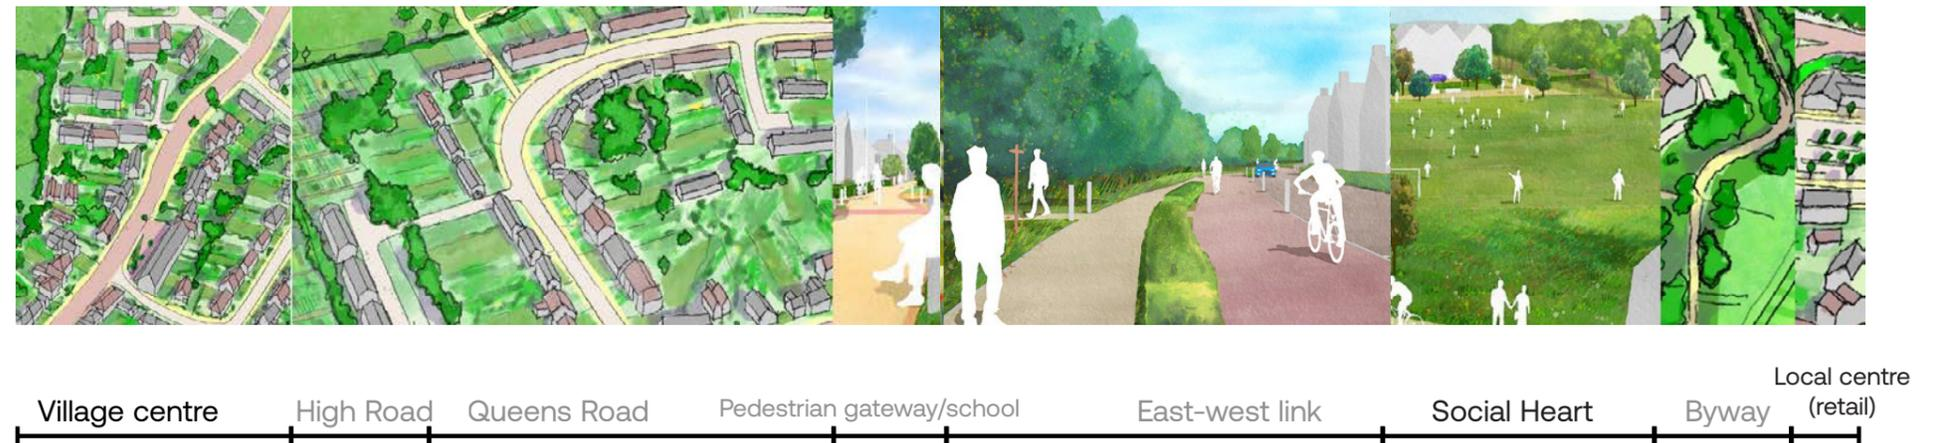 Village centre
High Road
Queens Road
Pedestrian gateway/school
East-west link
Social Heart
Byway
Local centre
(retail)